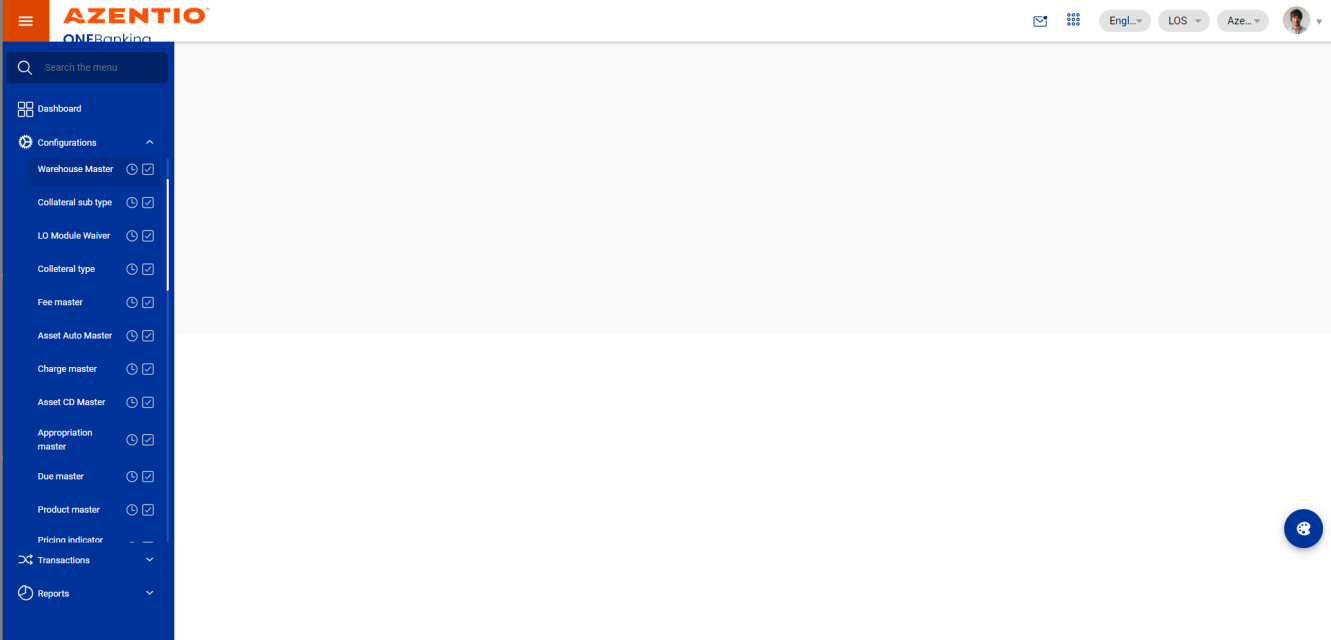 AZENTIO™
ONEBanking
Engl...
LOS
Aze...
Search the menu
Dashboard
Configurations
Warehouse Master
Collateral sub type
LO Module Waiver
Colleteral type
Fee master
Asset Auto Master
Charge master
Asset CD Master
Appropriation
master
Due master
Product master
Pricing indicator
Transactions
Reports